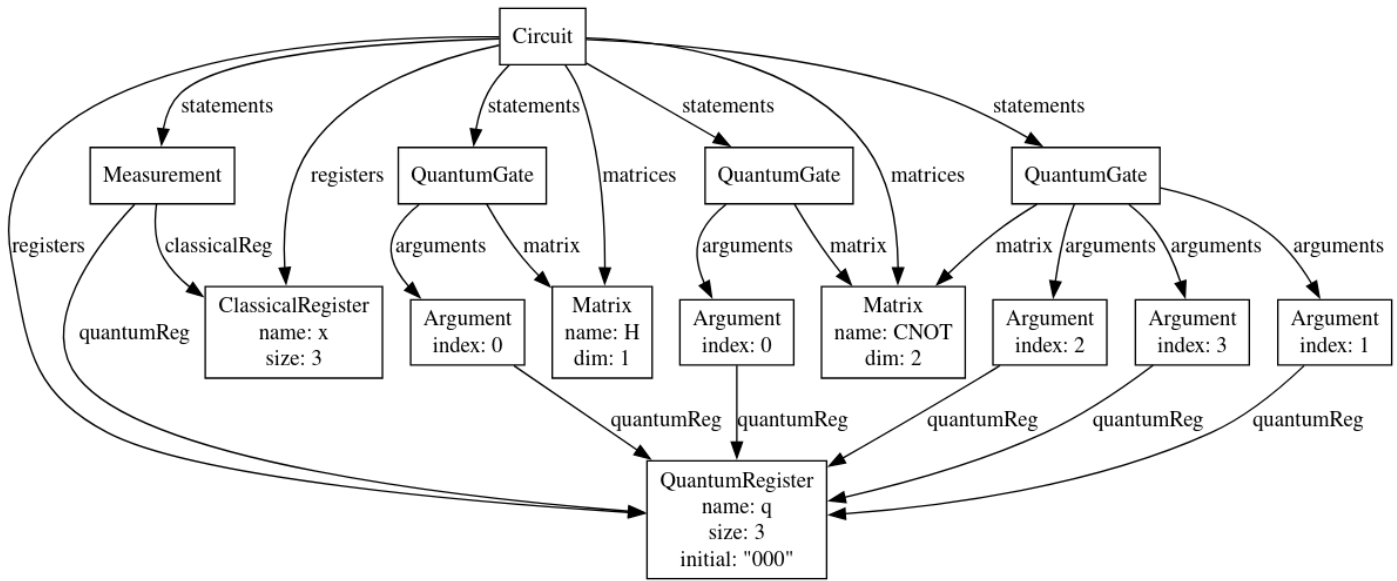 Circuit
statements
statements
statements
statements
Measurement
registers
QuantumGate
matrices
QuantumGate
matrices
QuantumGate
registers
classicalReg
arguments
matrix
arguments
matrix
matrix
arguments
arguments
arguments
quantumReg
ClassicalRegister
name: x
size: 3
Argument
index: 0
Matrix
name: H
dim: 1
Argument
index: 0
Matrix
name: CNOT
dim: 2
Argument
index: 2
Argument
index: 3
Argument
index: 1
quantumReg
quantumReg
quantumReg
quantumReg
quantumReg
QuantumRegister
name: q
size: 3
initial: "000"